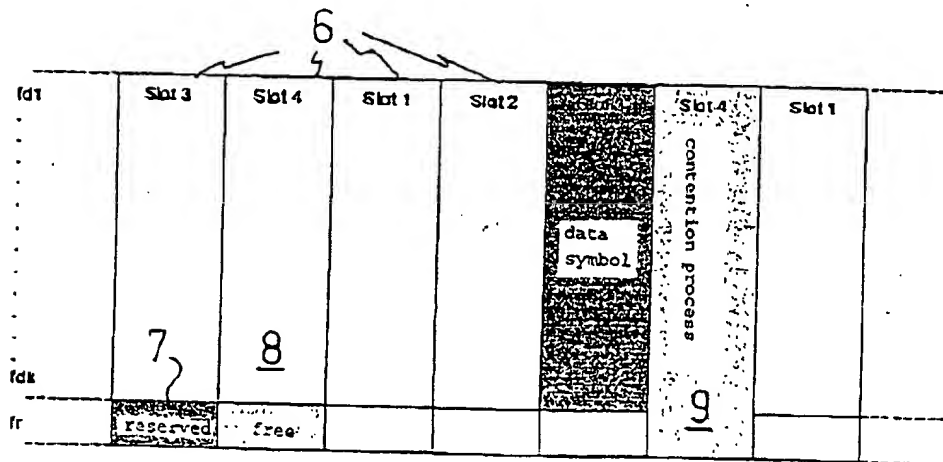 6
fd1 Slot 3 Slot 4 Slot 1 Slot 2 Slot 4 Slot 1
contention process
data
symbol
7 8
fdk
9
fr reserved free